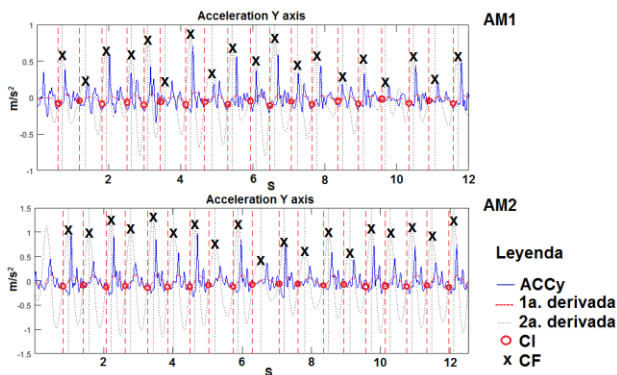 Acceleration Y axis
AM1
1
0.5
0
-0.5
-1
m/s²
2
4
6
8
10
12
S
Acceleration Y axis
AM2
1.5
1
0.5
0
-0.5
-1
-1.5
m/s²
2
4
6
8
10
12
S
Leyenda
ACCy
1a. derivada
2a. derivada
CI
CF